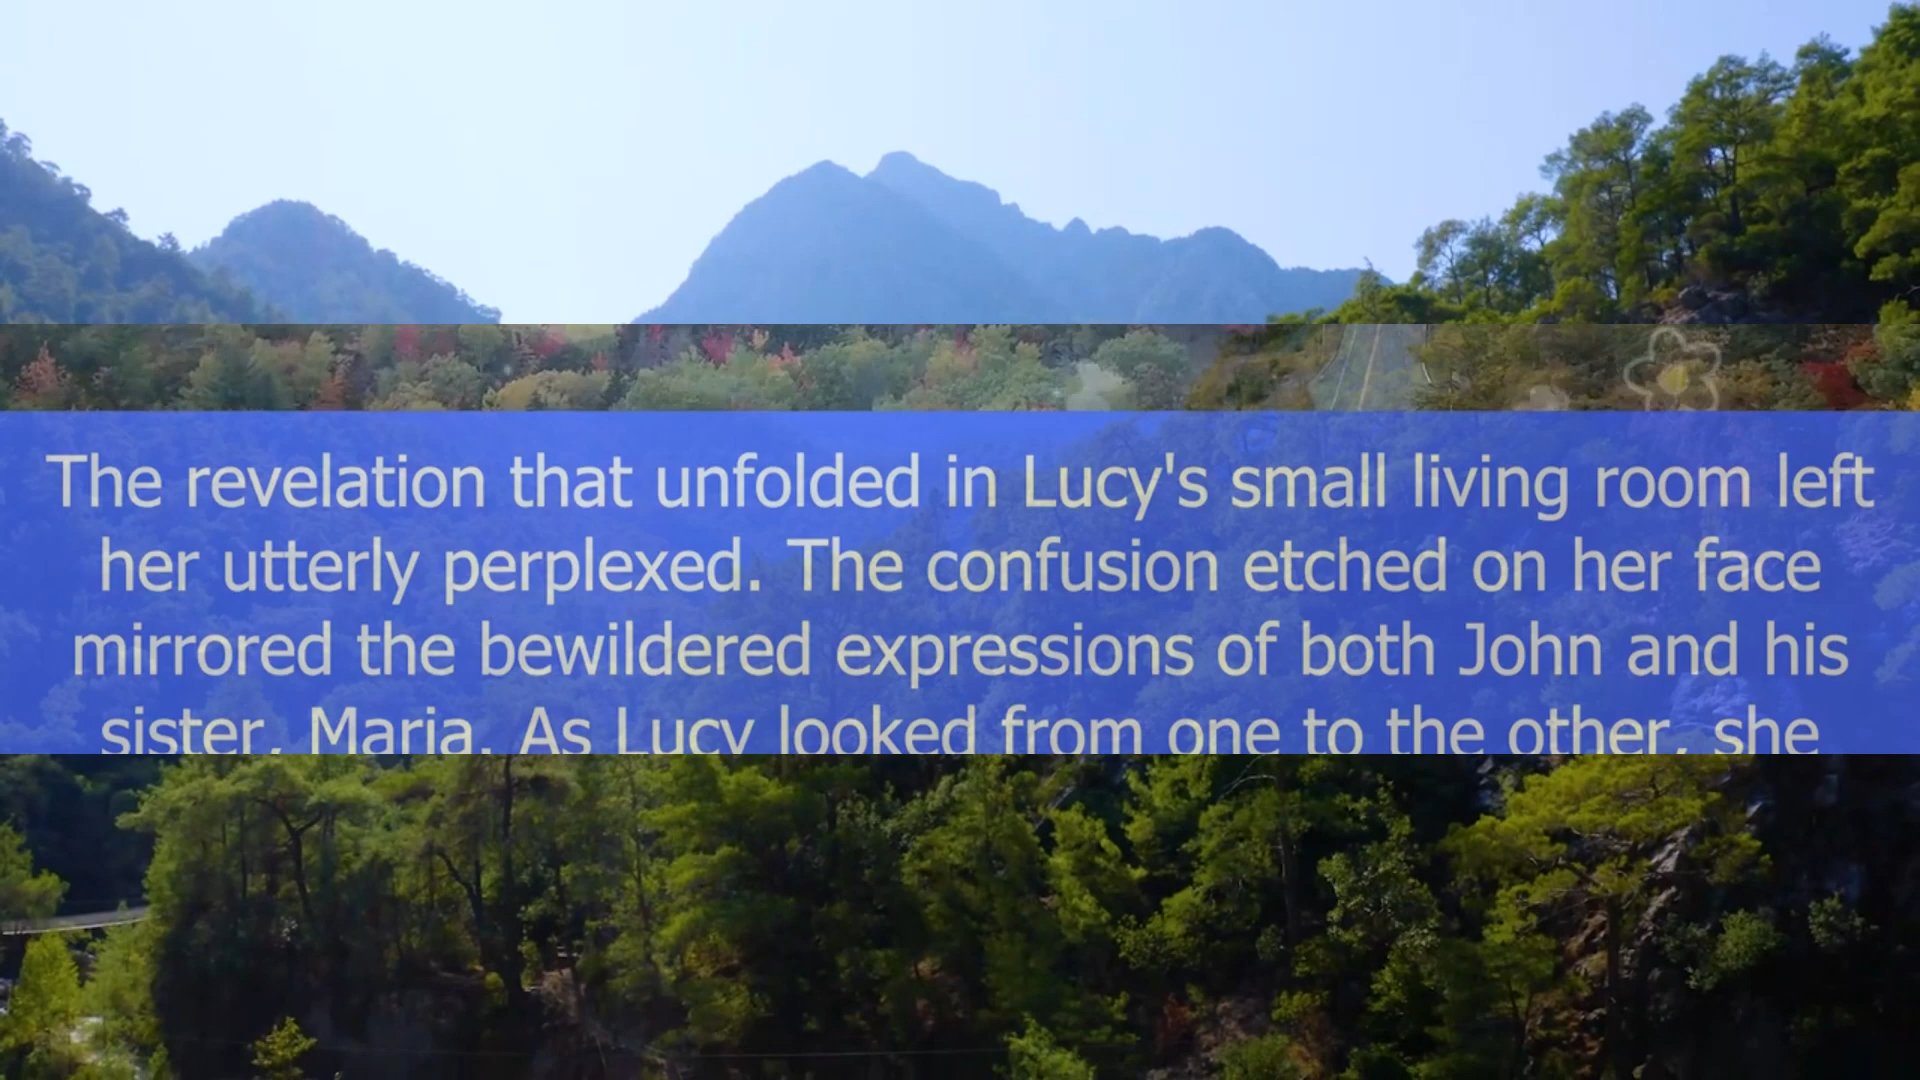 The revelation that unfolded in Lucy's small living room left
her utterly perplexed. The confusion etched on her face
mirrored the bewildered expressions of both John and his
sister, Maria. As Lucy looked from one to the other, she